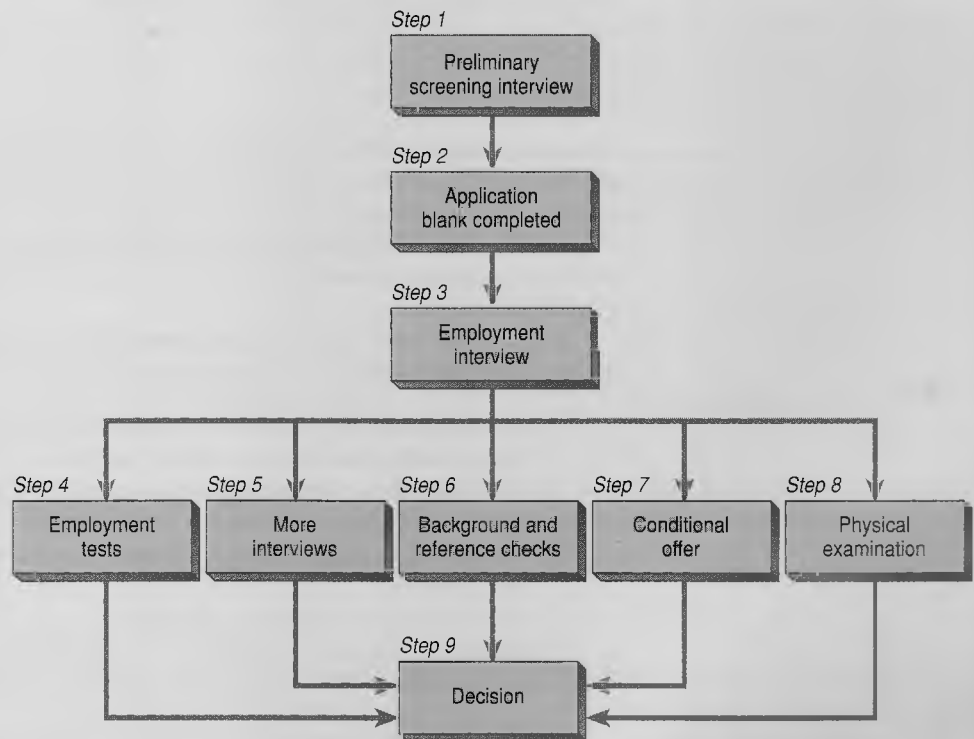 Step 1
Preliminary
screening interview
Step 2
Application
blank completed
Step 3
Employment
interview
Step 4
Employment
tests
Step 5
More
interviews
Step 6
Background and
reference checks
Step 7
Conditional
offer
Step 8
Physical
examination
Step 9
Decision